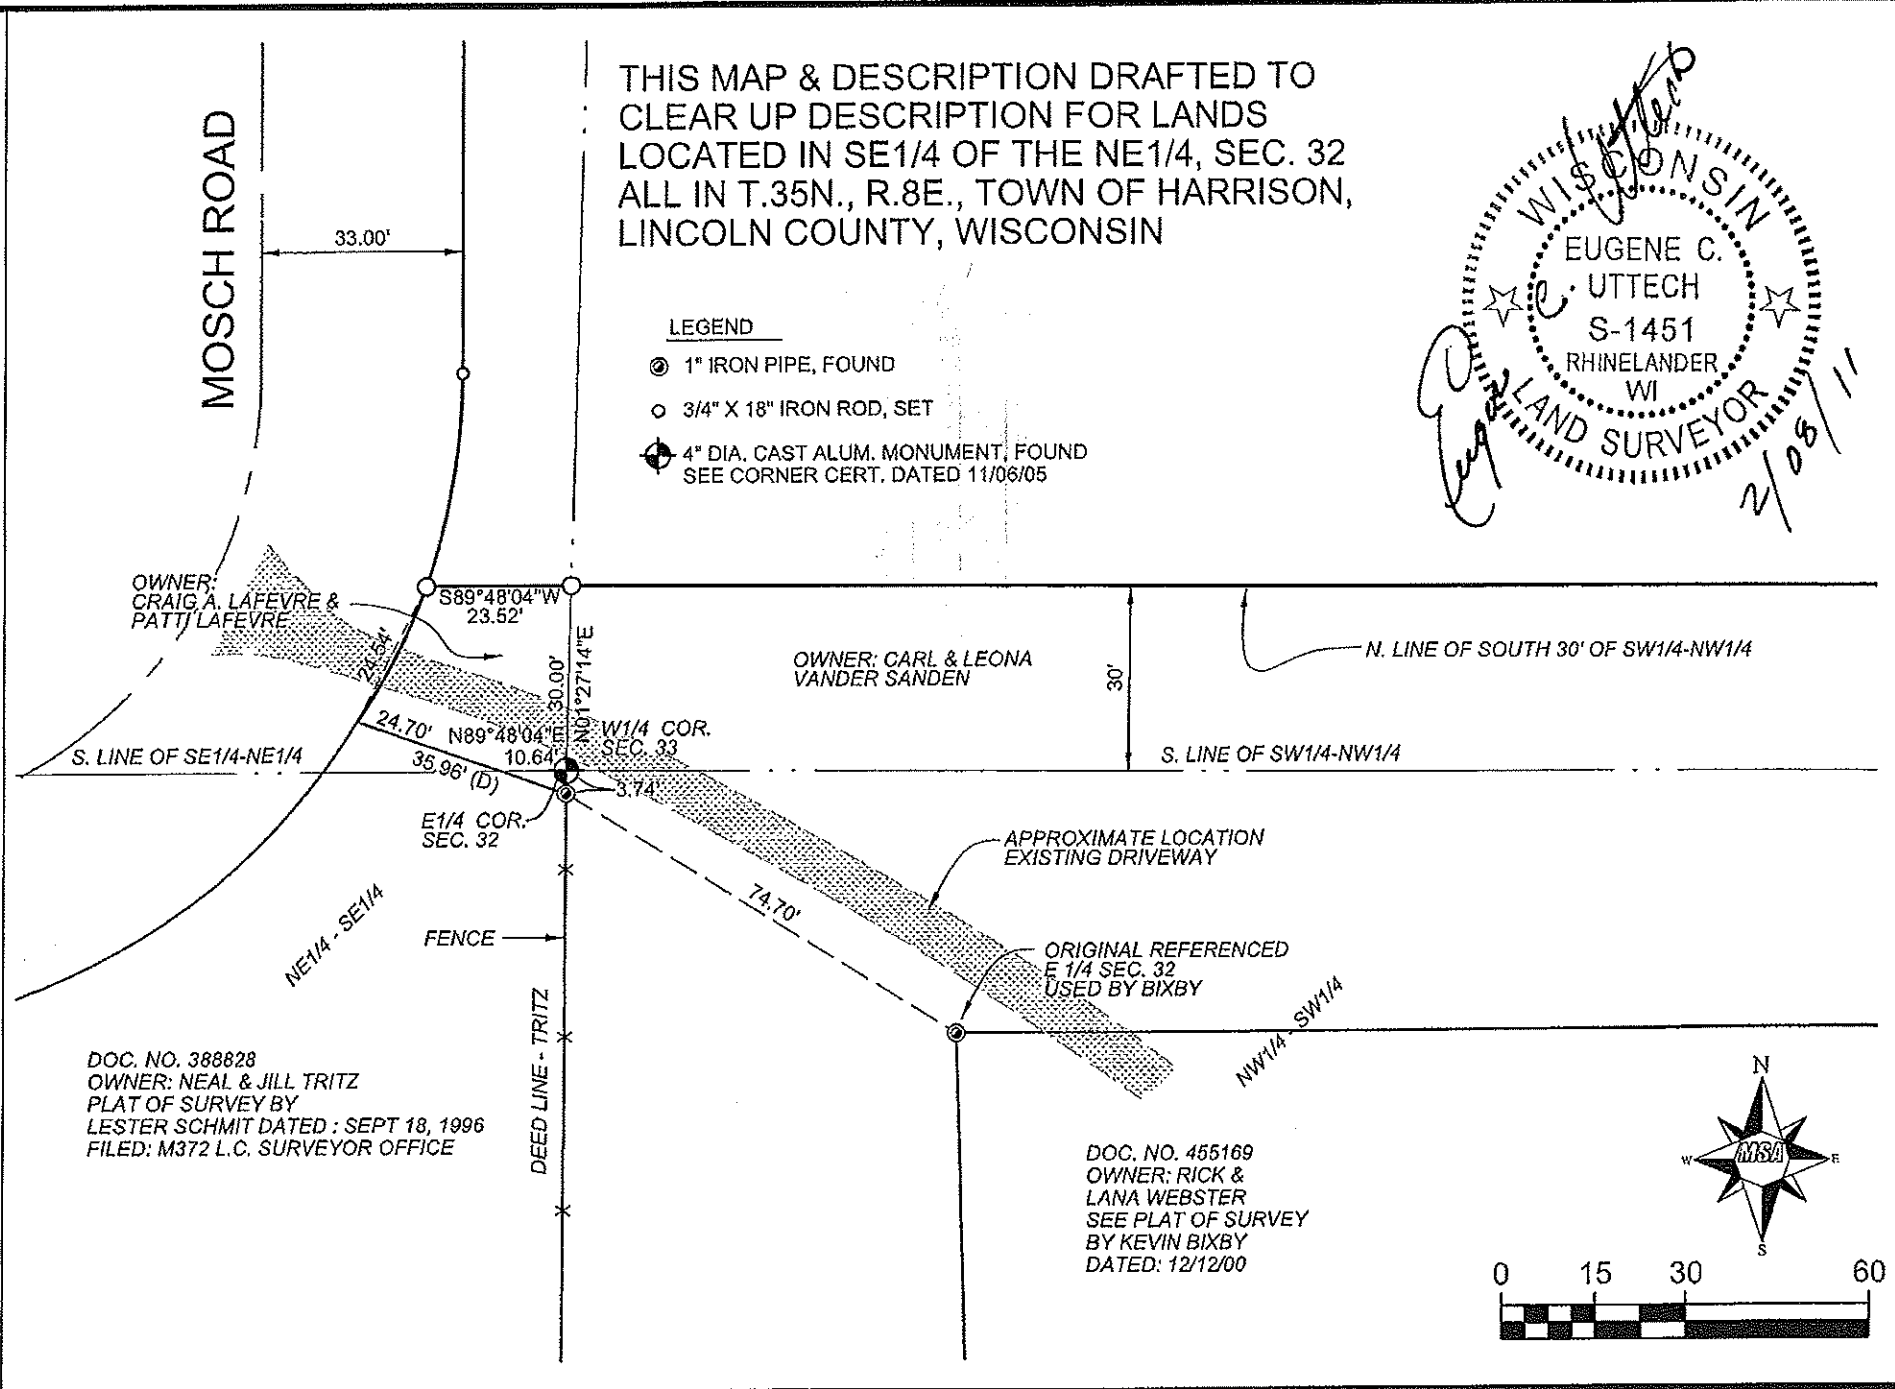 THIS MAP & DESCRIPTION DRAFTED TO
CLEAR UP DESCRIPTION FOR LANDS
LOCATED IN SE1/4 OF THE NE1/4, SEC. 32
ALL IN T.35N., R.8E., TOWN OF HARRISON,
LINCOLN COUNTY, WISCONSIN
MOSCH ROAD
33.00'
LEGEND
1" IRON PIPE, FOUND
3/4" X 18" IRON ROD, SET
4" DIA. CAST ALUM. MONUMENT, FOUND
SEE CORNER CERT. DATED 11/06/05
WISCONSIN
EUGENE C.
UTTECH
S-1451
RHINELANDER
WI
LAND SURVEYOR
Eugene C. Uttech
2/08/11
OWNER:
CRAIG A. LAFEVRE &
PATTI LAFEVRE
S89°48'04"W
23.52'
24.54'
30.00'
N01°27'14"E
OWNER: CARL & LEONA
VANDER SANDEN
30'
N. LINE OF SOUTH 30' OF SW1/4-NW1/4
24.70'
N89°48'04"E
10.64'
35.96' (D)
W1/4 COR.
SEC. 33
S. LINE OF SE1/4-NE1/4
S. LINE OF SW1/4-NW1/4
3.74'
E1/4 COR.
SEC. 32
APPROXIMATE LOCATION
EXISTING DRIVEWAY
74.70'
NE1/4 - SE1/4
FENCE
ORIGINAL REFERENCED
E 1/4 SEC. 32
USED BY BIXBY
NW1/4 - SW1/4
DEED LINE - TRITZ
DOC. NO. 388828
OWNER: NEAL & JILL TRITZ
PLAT OF SURVEY BY
LESTER SCHMIT DATED : SEPT 18, 1996
FILED: M372 L.C. SURVEYOR OFFICE
DOC. NO. 455169
OWNER: RICK &
LANA WEBSTER
SEE PLAT OF SURVEY
BY KEVIN BIXBY
DATED: 12/12/00
N
W MSA E
S
0 15 30 60